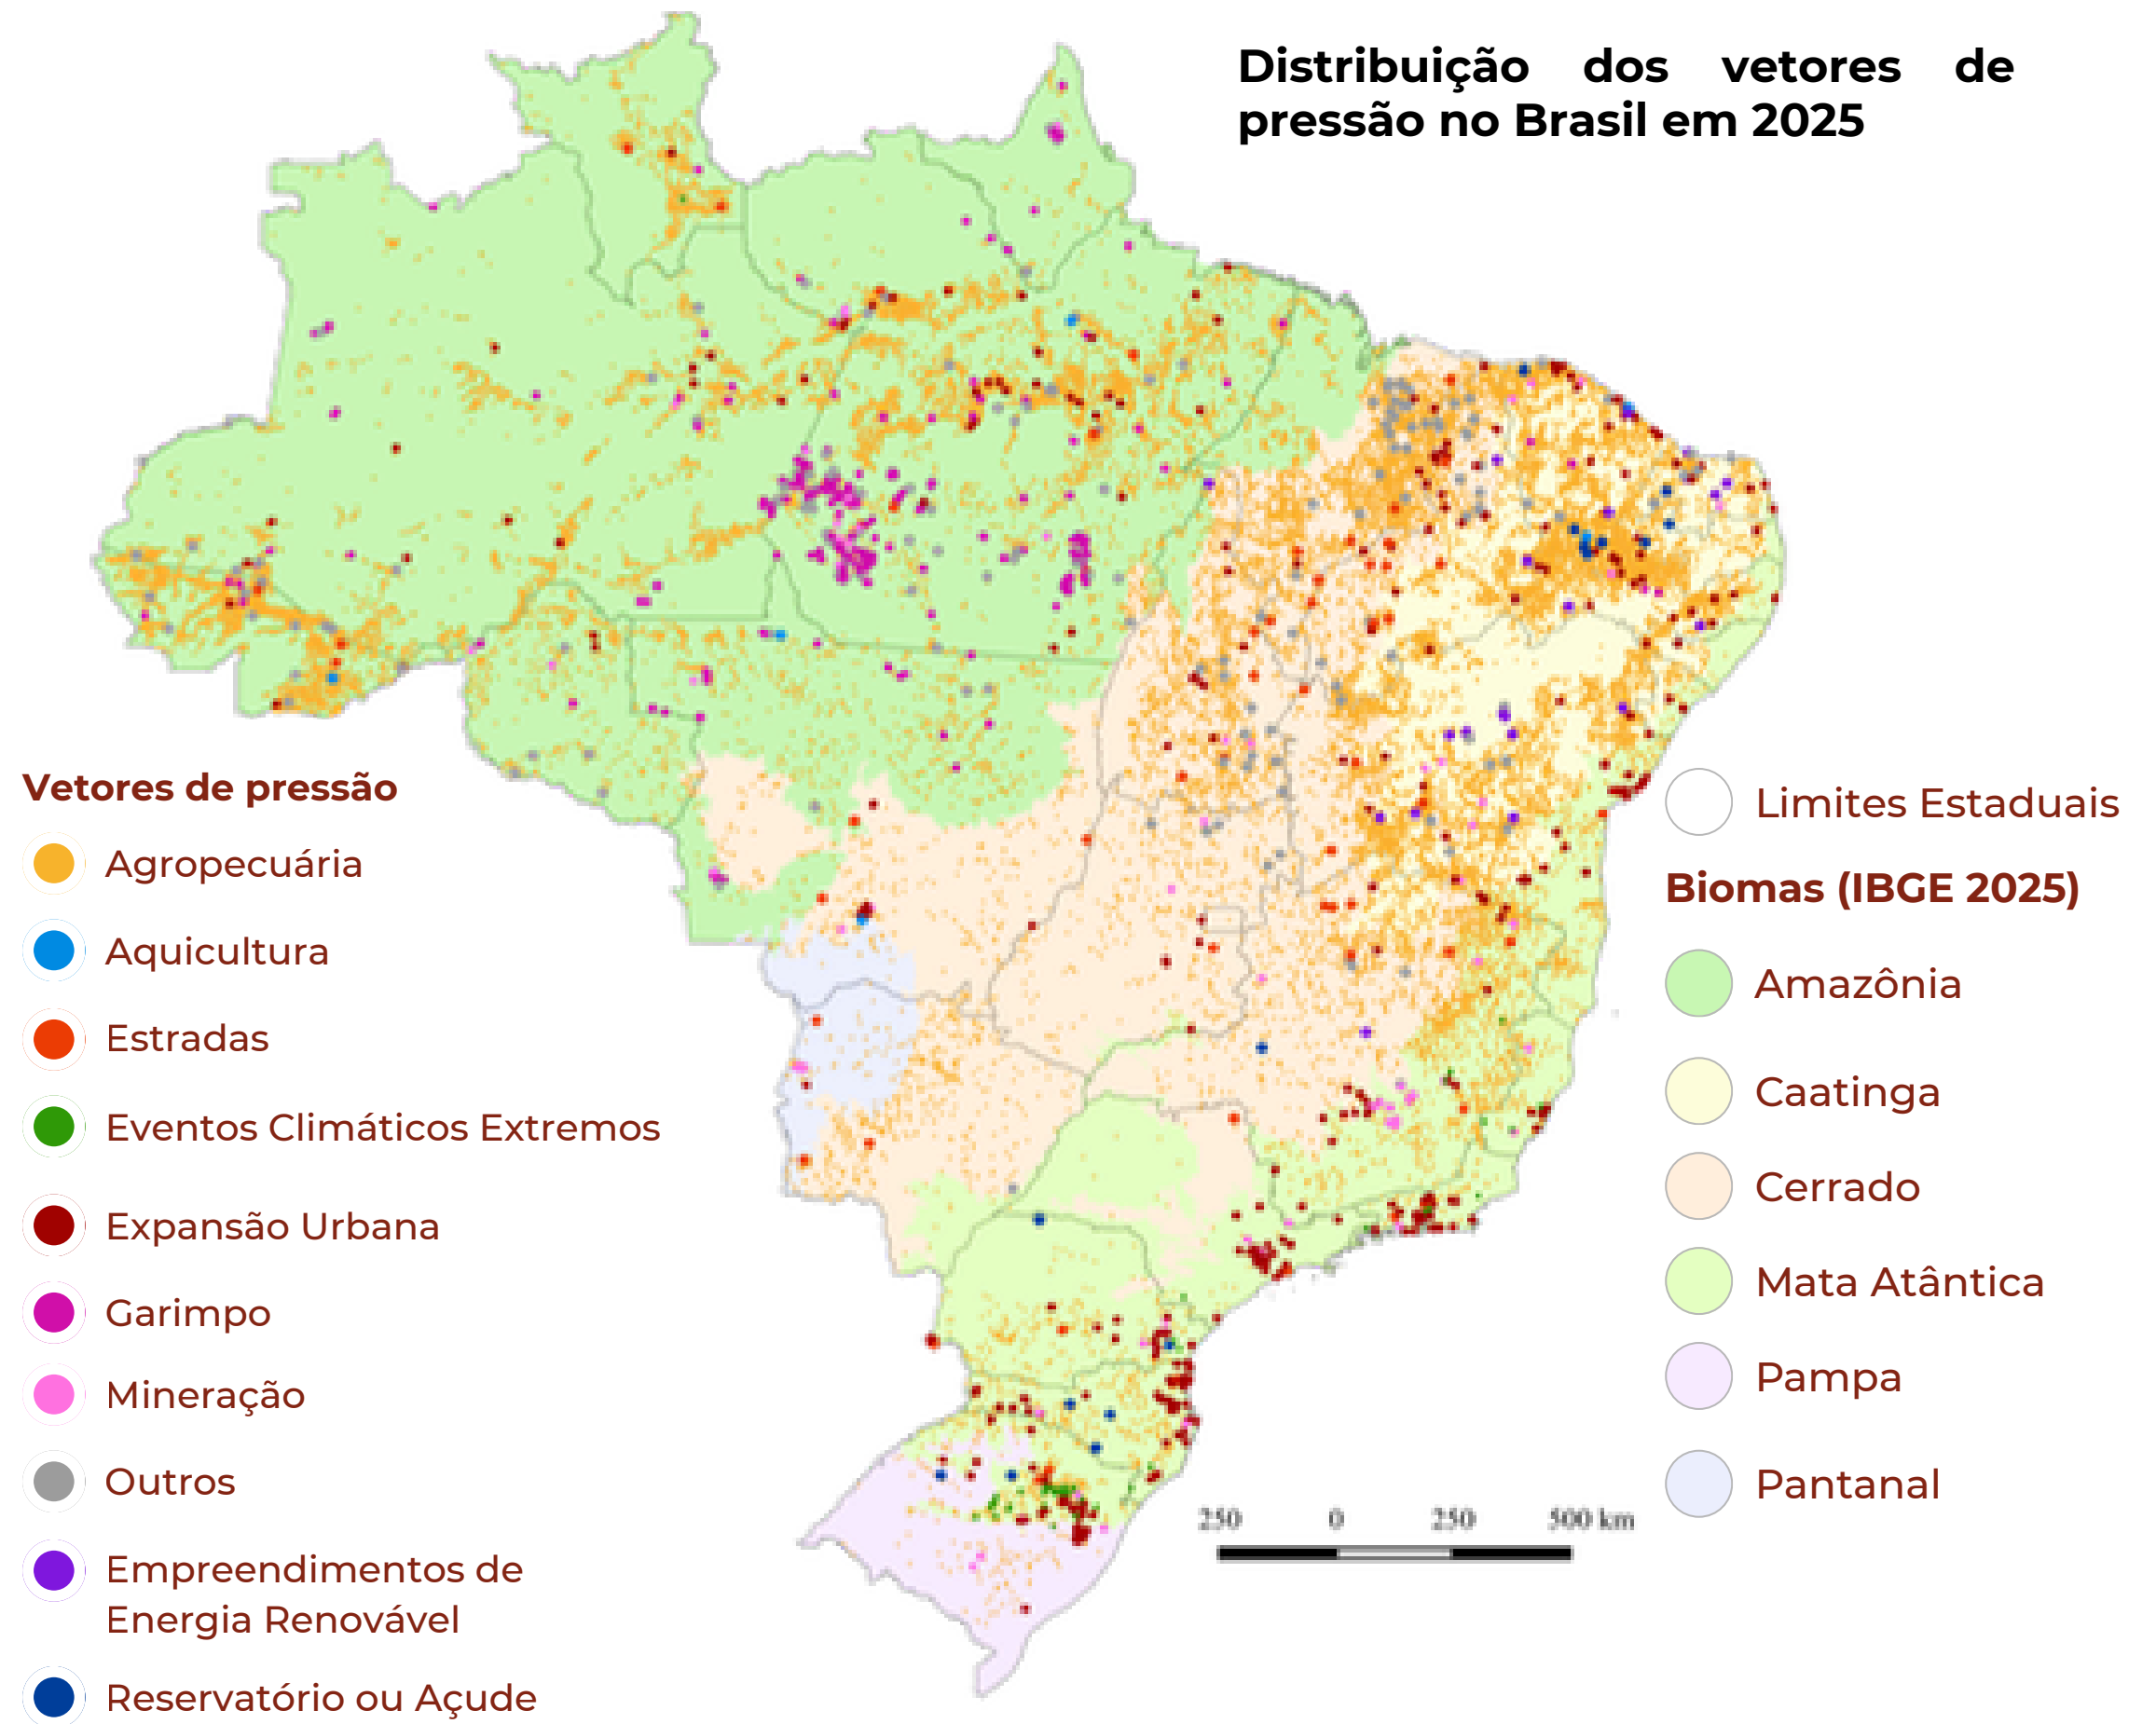 Distribuição dos vetores de
pressão no Brasil em 2025
Vetores de pressão
Agropecuária
Aquicultura
Estradas
Eventos Climáticos Extremos
Expansão Urbana
Garimpo
Mineração
Outros
Empreendimentos de
Energia Renovável
Reservatório ou Açude
Limites Estaduais
Biomas (IBGE 2025)
Amazônia
Caatinga
Cerrado
Mata Atântica
Pampa
Pantanal
250 0 250 500 km